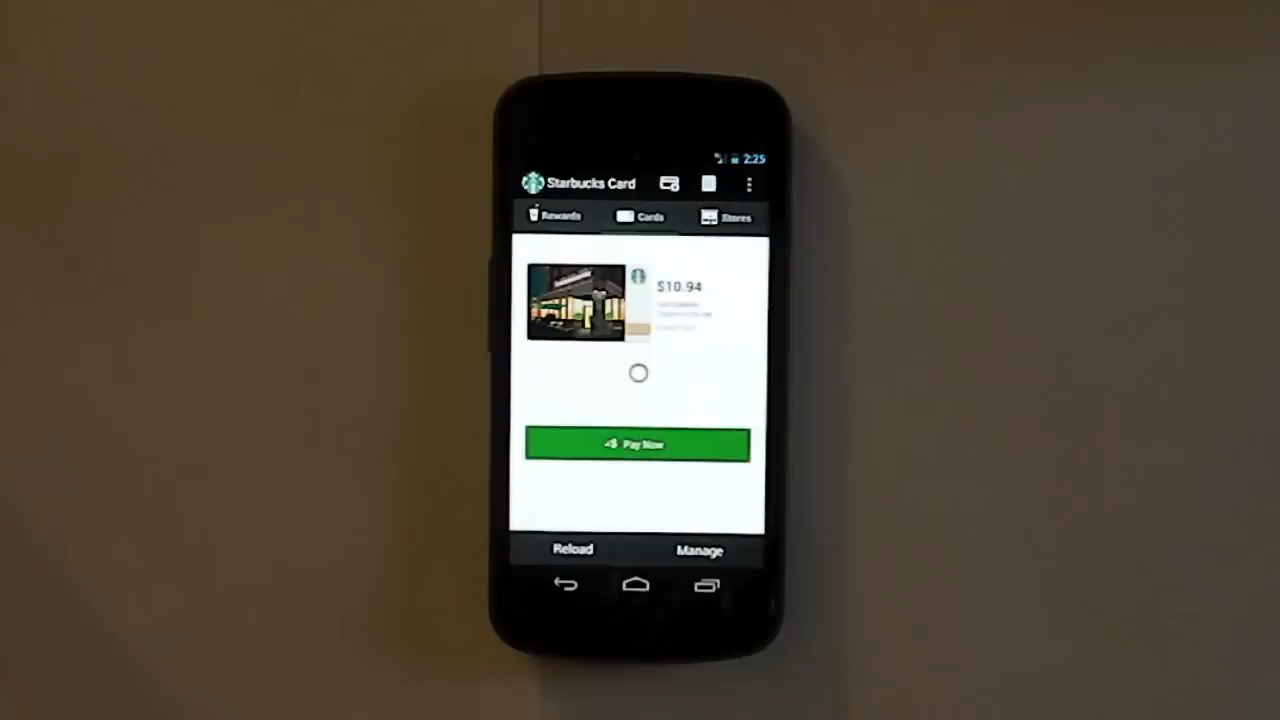 2:25
Starbucks Card
Rewards
Cards
Stores
$10.94
Pay Now
Reload
Manage